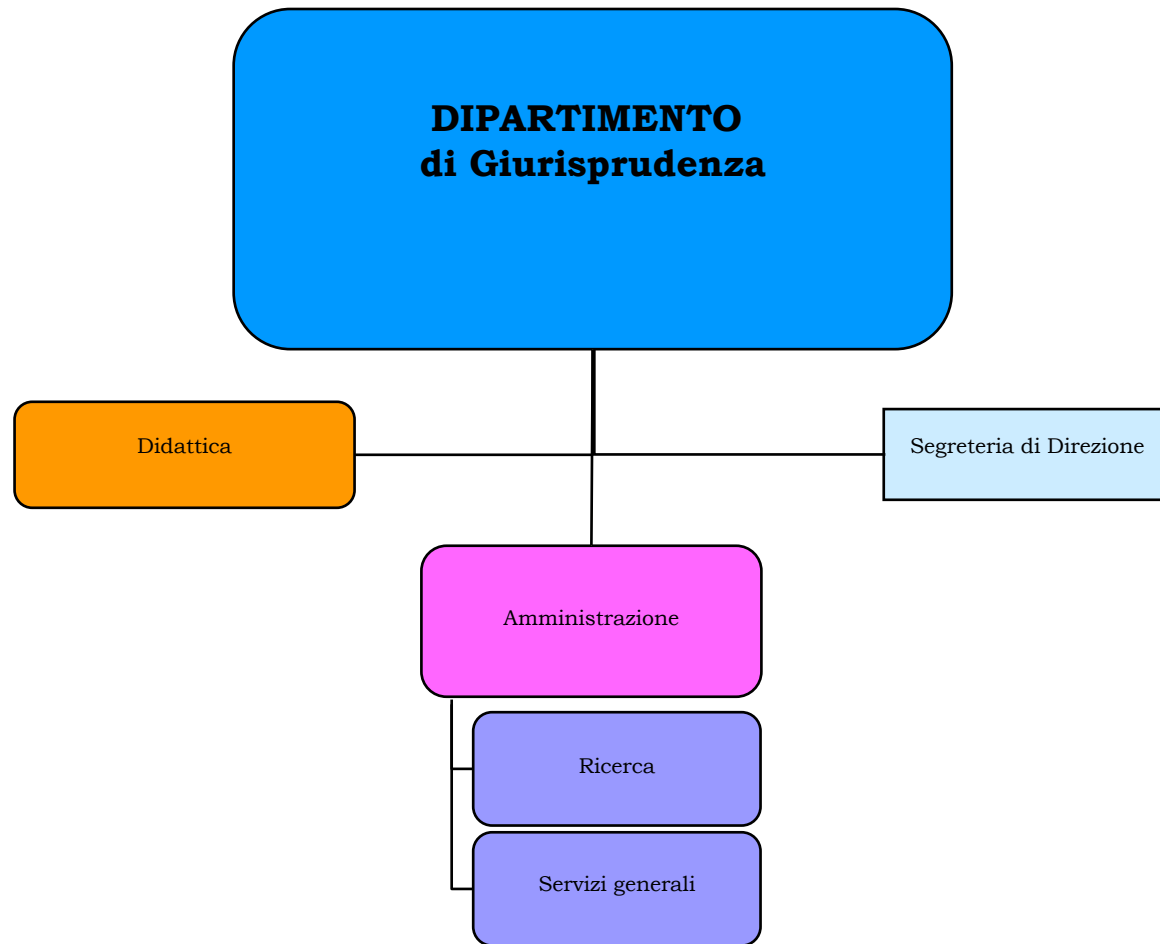 DIPARTIMENTO
di Giurisprudenza
Didattica
Segreteria di Direzione
Amministrazione
Ricerca
Servizi generali